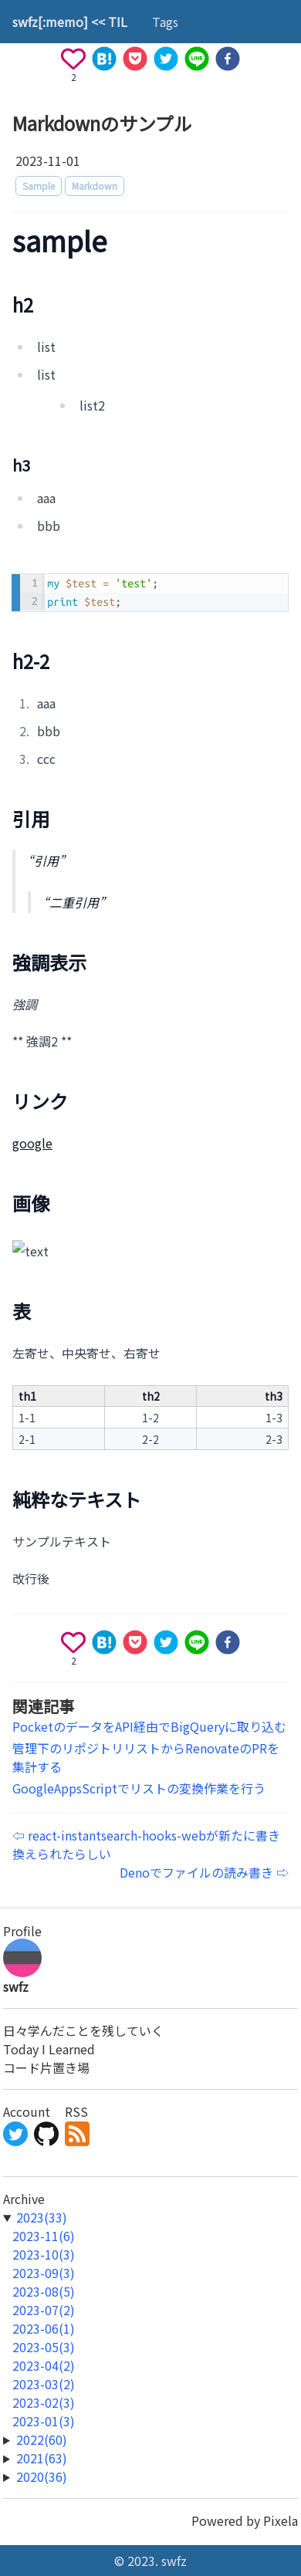 swfz[:memo] << TIL Tags
B!
2
Markdownのサンプル
2023-11-01
Sample Markdown
sample
h2
list
list
list2
h3
aaa
bbb
1 my $test = 'test';
2 print $test;
h2-2
1. aaa
2. bbb
3. ccc
引用
“引用”
“二重引用”
強調表示
強調
** 強調2 **
リンク
google
画像
text
表
左寄せ、中央寄せ、右寄せ
th1 th2 th3
1-1 1-2 1-3
2-1 2-2 2-3
純粋なテキスト
サンプルテキスト
改行後
B!
2
関連記事
PocketのデータをAPI経由でBigQueryに取り込む
管理下のリポジトリリストからRenovateのPRを
集計する
GoogleAppsScriptでリストの変換作業を行う
⇦ react-instantsearch-hooks-webが新たに書き
換えられたらしい
Denoでファイルの読み書き ⇨
Profile
swfz
日々学んだことを残していく
Today I Learned
コード片置き場
Account RSS
Archive
▼ 2023(33)
2023-11(6)
2023-10(3)
2023-09(3)
2023-08(5)
2023-07(2)
2023-06(1)
2023-05(3)
2023-04(2)
2023-03(2)
2023-02(3)
2023-01(3)
▶ 2022(60)
▶ 2021(63)
▶ 2020(36)
Powered by Pixela
© 2023. swfz